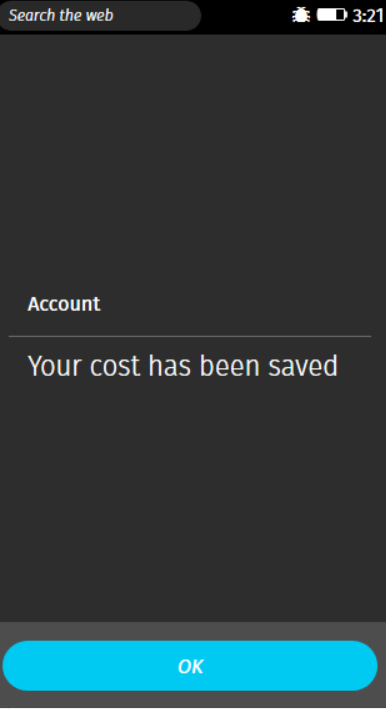 Search the web
3:21
Account
Your cost has been saved
OK